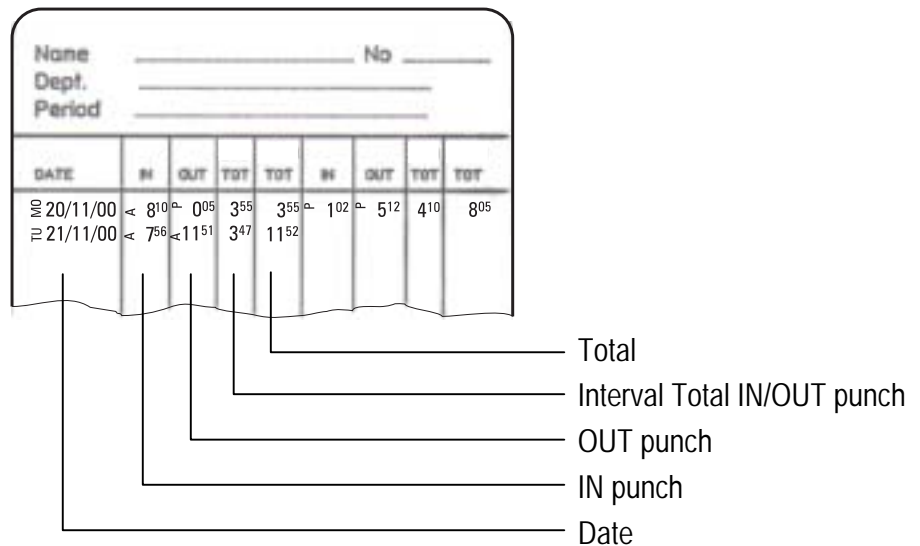 Name No
Dept.
Period
DATE IN OUT TOT TOT IN OUT TOT TOT
MO 20/11/00 A 8 10 P 0 05 3 55 3 55 P 1 02 P 5 12 4 10 8 05
TU 21/11/00 A 7 56 A 11 51 3 47 11 52
Total
Interval Total IN/OUT punch
OUT punch
IN punch
Date